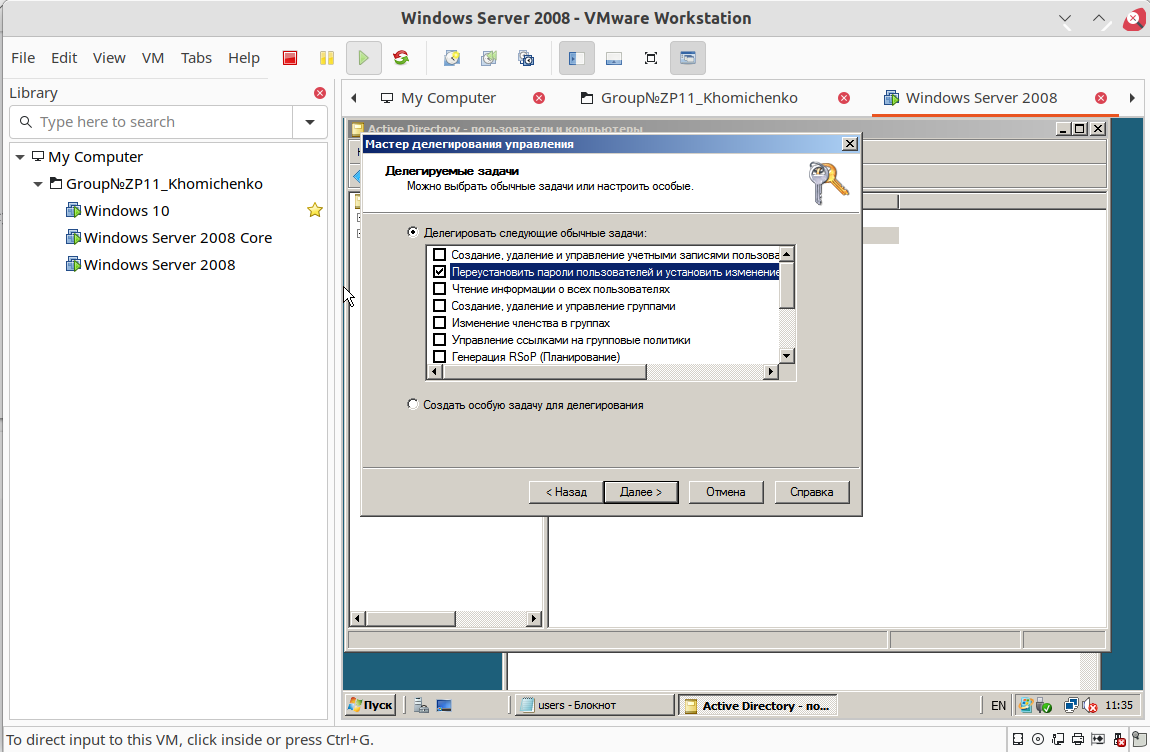 Windows Server 2008 - VMware Workstation
File Edit View VM Tabs Help
Library
Type here to search
My Computer
Group№ZP11_Khomichenko
Windows 10
Windows Server 2008 Core
Windows Server 2008
My Computer
Group№ZP11_Khomichenko
Windows Server 2008
Active Directory - пользователи и компьютеры
Мастер делегирования управления
Делегируемые задачи
Можно выбрать обычные задачи или настроить особые.
Делегировать следующие обычные задачи:
Создание, удаление и управление учетными записями пользова
Переустановить пароли пользователей и установить изменение
Чтение информации о всех пользователях
Создание, удаление и управление группами
Изменение членства в группах
Управление ссылками на групповые политики
Генерация RSoP (Планирование)
Создать особую задачу для делегирования
< Назад
Далее >
Отмена
Справка
Пуск
users - Блокнот
Active Directory - по...
EN
11:35
To direct input to this VM, click inside or press Ctrl+G.